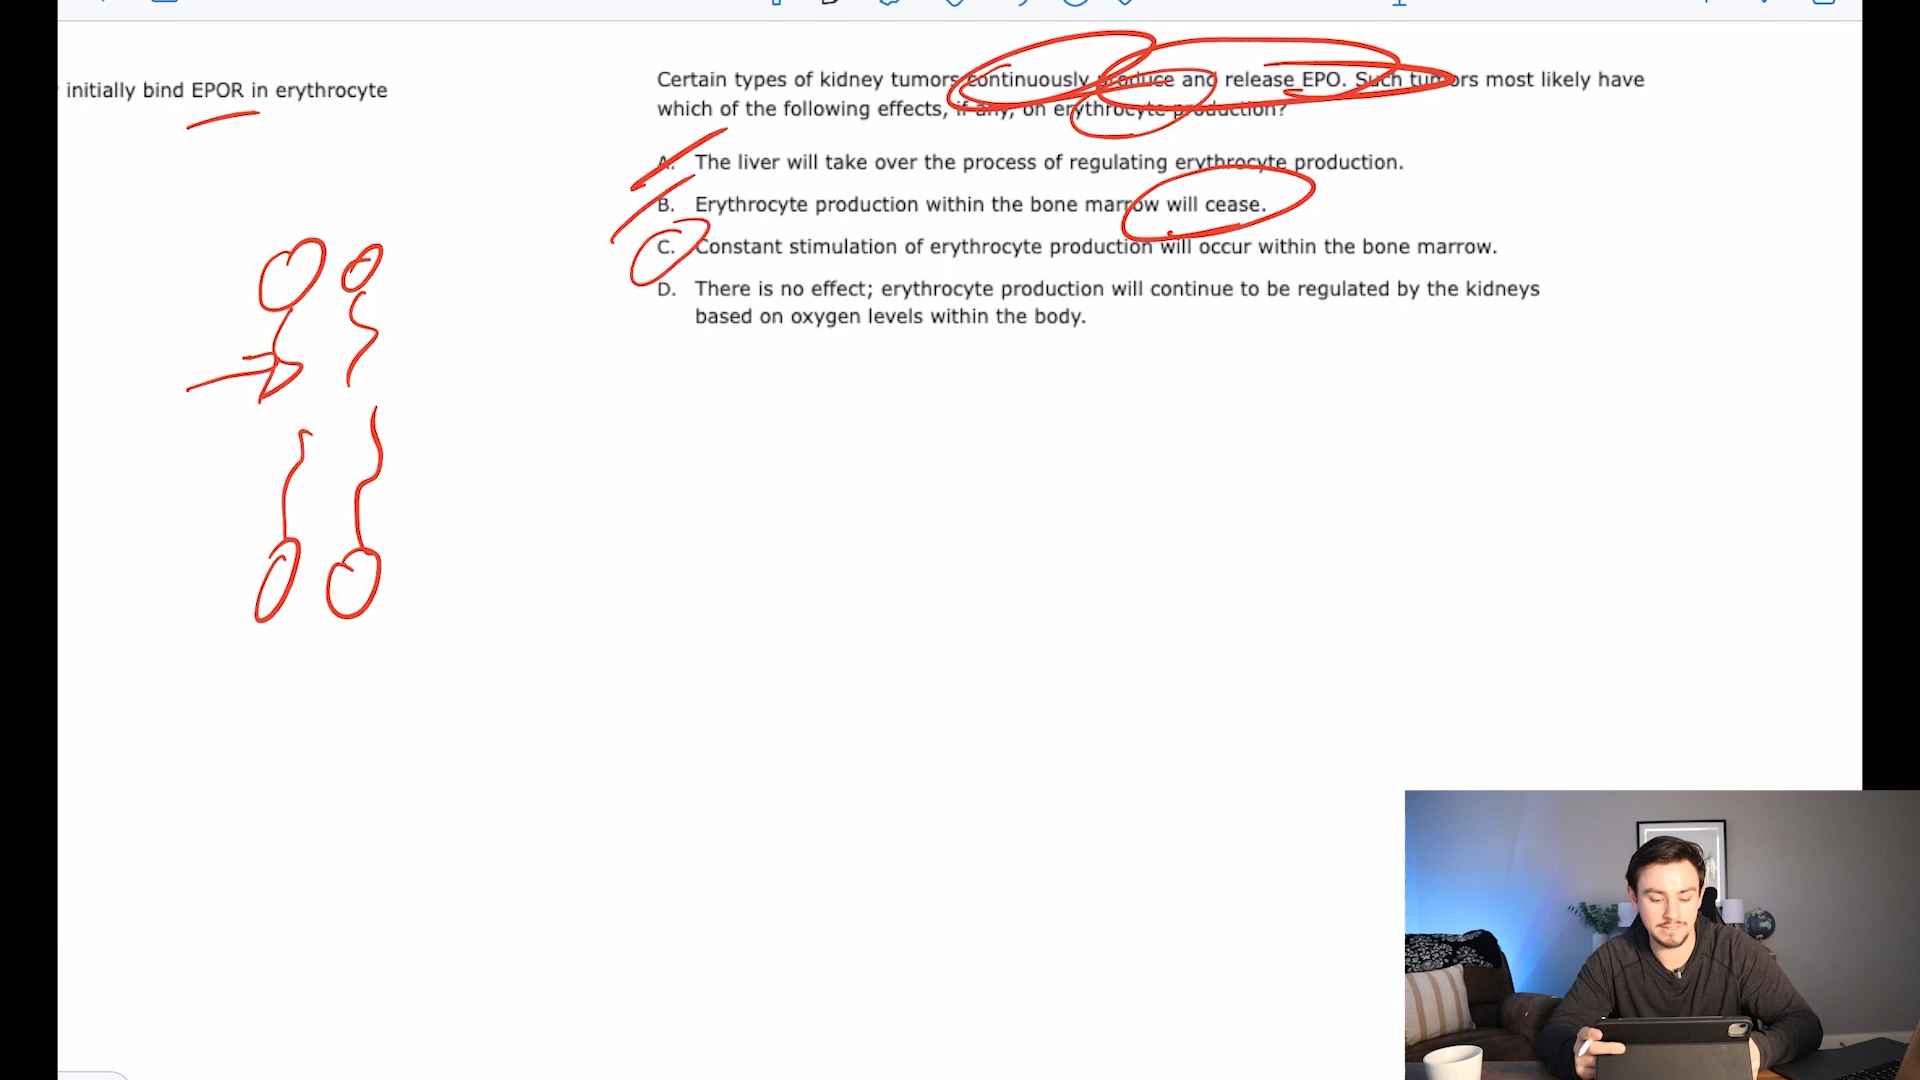 initially bind EPOR in erythrocyte
Certain types of kidney tumors continuously produce and release EPO. Such tumors most likely have
which of the following effects, if any, on erythrocyte production?
A. The liver will take over the process of regulating erythrocyte production.
B. Erythrocyte production within the bone marrow will cease.
C. Constant stimulation of erythrocyte production will occur within the bone marrow.
D. There is no effect; erythrocyte production will continue to be regulated by the kidneys
based on oxygen levels within the body.